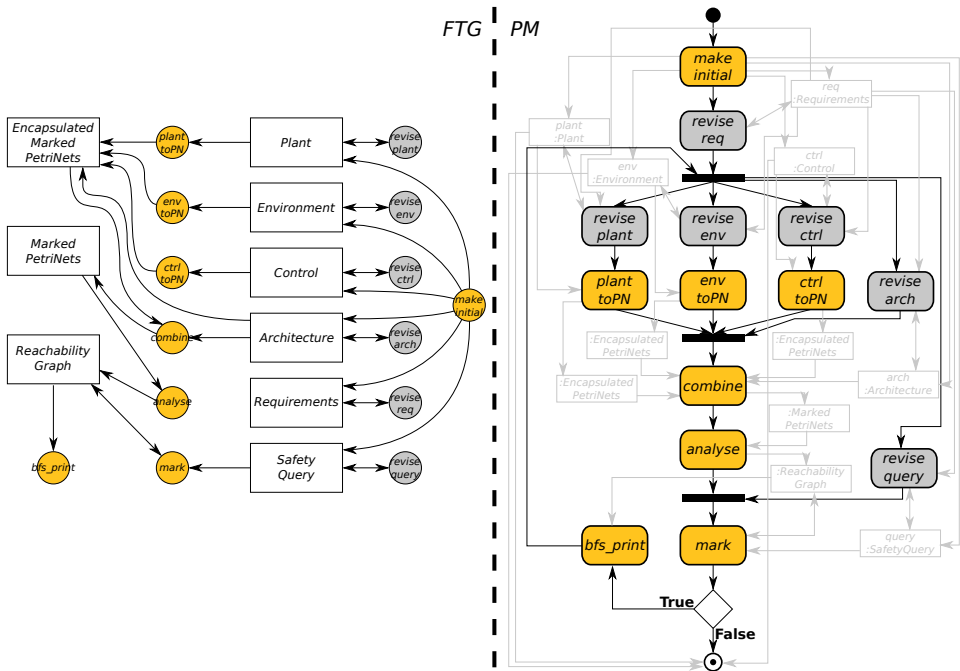 FTG
PM
Encapsulated
Marked
PetriNets
plant
toPN
Plant
revise
plant
env
toPN
Environment
revise
env
Marked
PetriNets
ctrl
toPN
Control
revise
ctrl
make
initial
combine
Architecture
revise
arch
Reachability
Graph
analyse
Requirements
revise
req
bfs_print
mark
Safety
Query
revise
query
make
initial
req
:Requirements
revise
req
plant
:Plant
env
:Environment
ctrl
:Control
revise
plant
revise
env
revise
ctrl
plant
toPN
env
toPN
ctrl
toPN
revise
arch
:Encapsulated
PetriNets
:Encapsulated
PetriNets
:Encapsulated
PetriNets
combine
arch
:Architecture
:Marked
PetriNets
analyse
:Reachability
Graph
revise
query
bfs_print
mark
query
:SafetyQuery
True
False